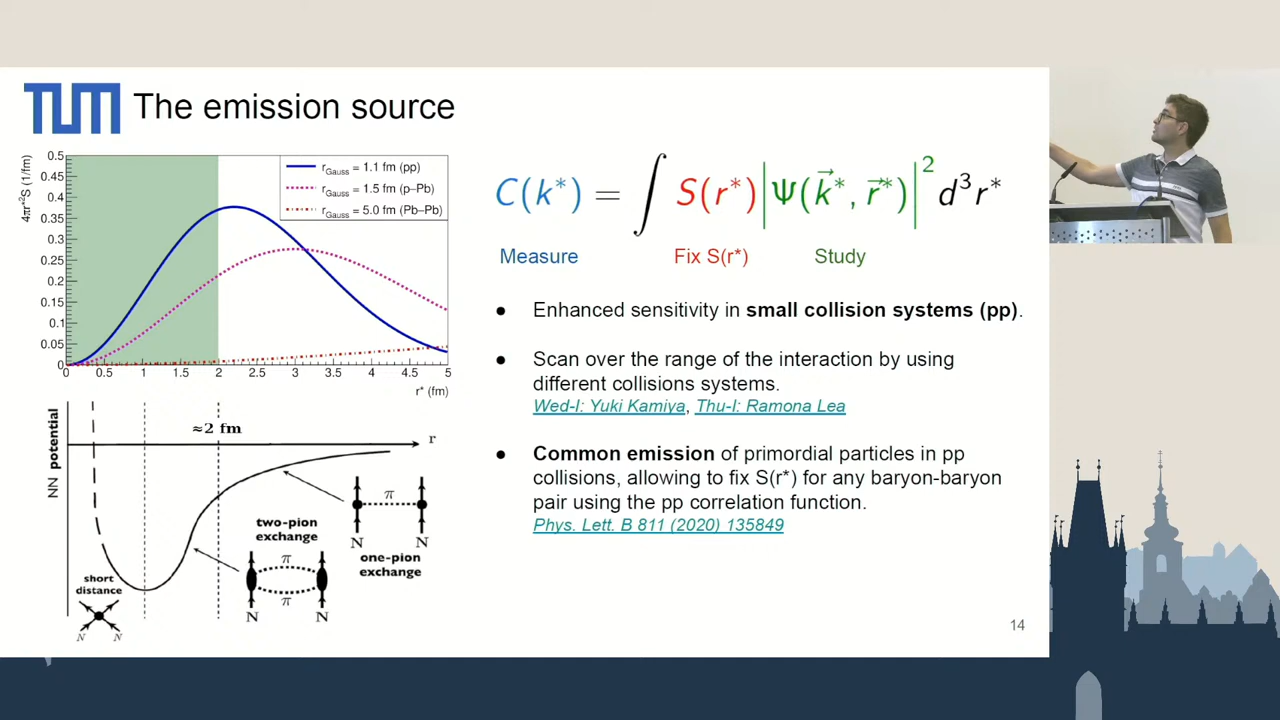 TUM The emission source
4πr*²S (1/fm)
0.5
0.45
0.4
0.35
0.3
0.25
0.2
0.15
0.1
0.05
0
0 0.5 1 1.5 2 2.5 3 3.5 4 4.5 5
r* (fm)
r_Gauss = 1.1 fm (pp)
r_Gauss = 1.5 fm (p–Pb)
r_Gauss = 5.0 fm (Pb–Pb)
C(k*) = ∫ S(r*)|Ψ(k⃗*, r⃗*)|² d³r*
Measure Fix S(r*) Study
● Enhanced sensitivity in small collision systems (pp).
● Scan over the range of the interaction by using
different collisions systems.
Wed-I: Yuki Kamiya, Thu-I: Ramona Lea
● Common emission of primordial particles in pp
collisions, allowing to fix S(r*) for any baryon-baryon
pair using the pp correlation function.
Phys. Lett. B 811 (2020) 135849
NN potential
≈2 fm
r
π
N N
one-pion
exchange
two-pion
exchange
π
π
N N
short
distance
N N
14